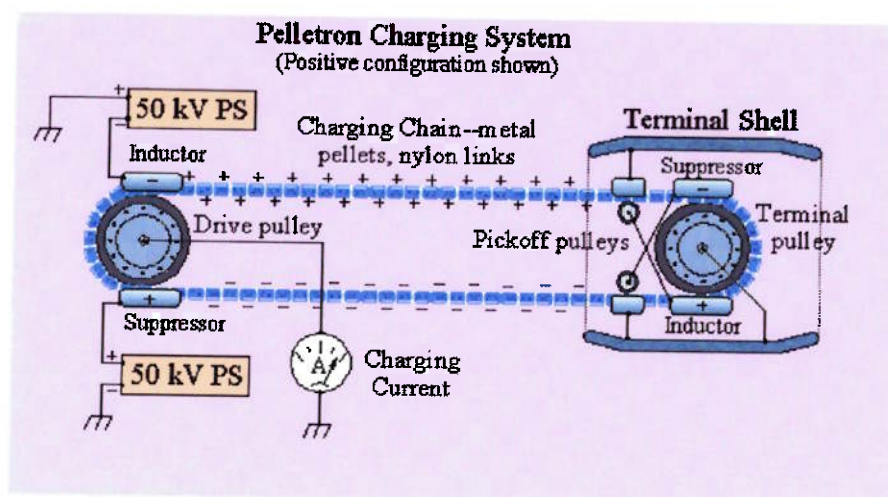 Pelletron Charging System
(Positive configuration shown)
+
50 kV PS
−
Inductor
−
Charging Chain--metal
pellets, nylon links
+ + + + + + + + + + + +
+ + + + + + + + + +
Terminal Shell
Suppressor
−
Drive pulley
Pickoff pulleys
Terminal
pulley
+
Suppressor
− − − − − − − − −
− − − − − − − − −
+
Inductor
+
50 kV PS
−
A
Charging
Current